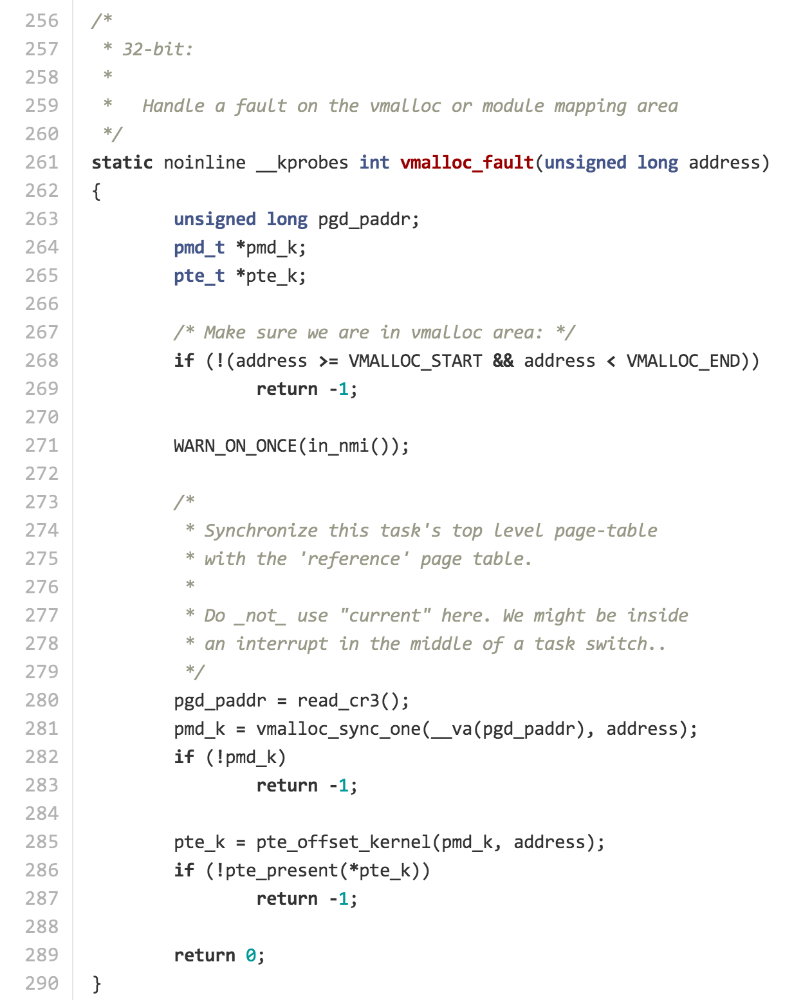 256 /*
257  * 32-bit:
258  *
259  *   Handle a fault on the vmalloc or module mapping area
260  */
261 static noinline __kprobes int vmalloc_fault(unsigned long address)
262 {
263         unsigned long pgd_paddr;
264         pmd_t *pmd_k;
265         pte_t *pte_k;
266
267         /* Make sure we are in vmalloc area: */
268         if (!(address >= VMALLOC_START && address < VMALLOC_END))
269                 return -1;
270
271         WARN_ON_ONCE(in_nmi());
272
273         /*
274          * Synchronize this task's top level page-table
275          * with the 'reference' page table.
276          *
277          * Do _not_ use "current" here. We might be inside
278          * an interrupt in the middle of a task switch..
279          */
280         pgd_paddr = read_cr3();
281         pmd_k = vmalloc_sync_one(__va(pgd_paddr), address);
282         if (!pmd_k)
283                 return -1;
284
285         pte_k = pte_offset_kernel(pmd_k, address);
286         if (!pte_present(*pte_k))
287                 return -1;
288
289         return 0;
290 }